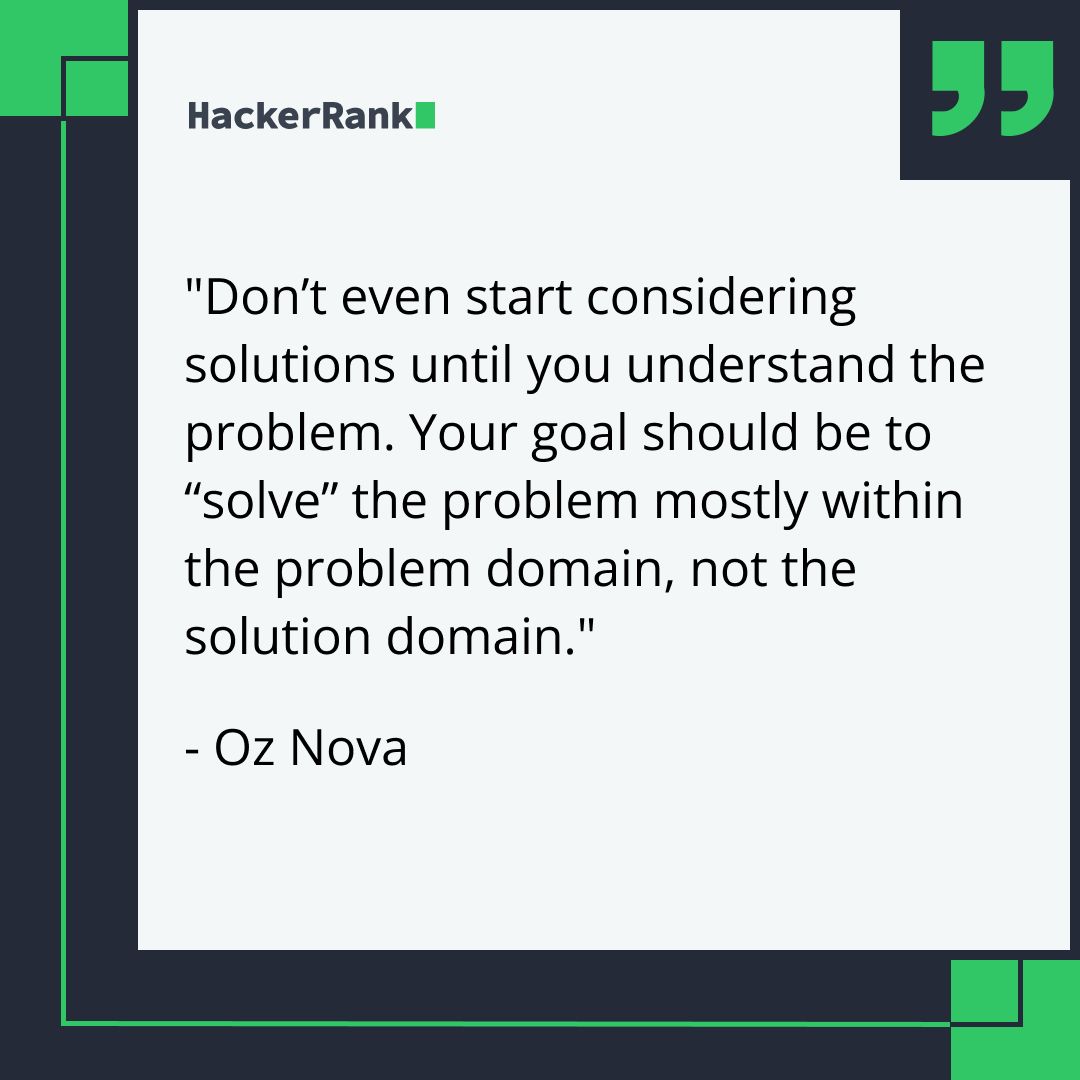 HackerRank
"Don’t even start considering
solutions until you understand the
problem. Your goal should be to
“solve” the problem mostly within
the problem domain, not the
solution domain."
- Oz Nova